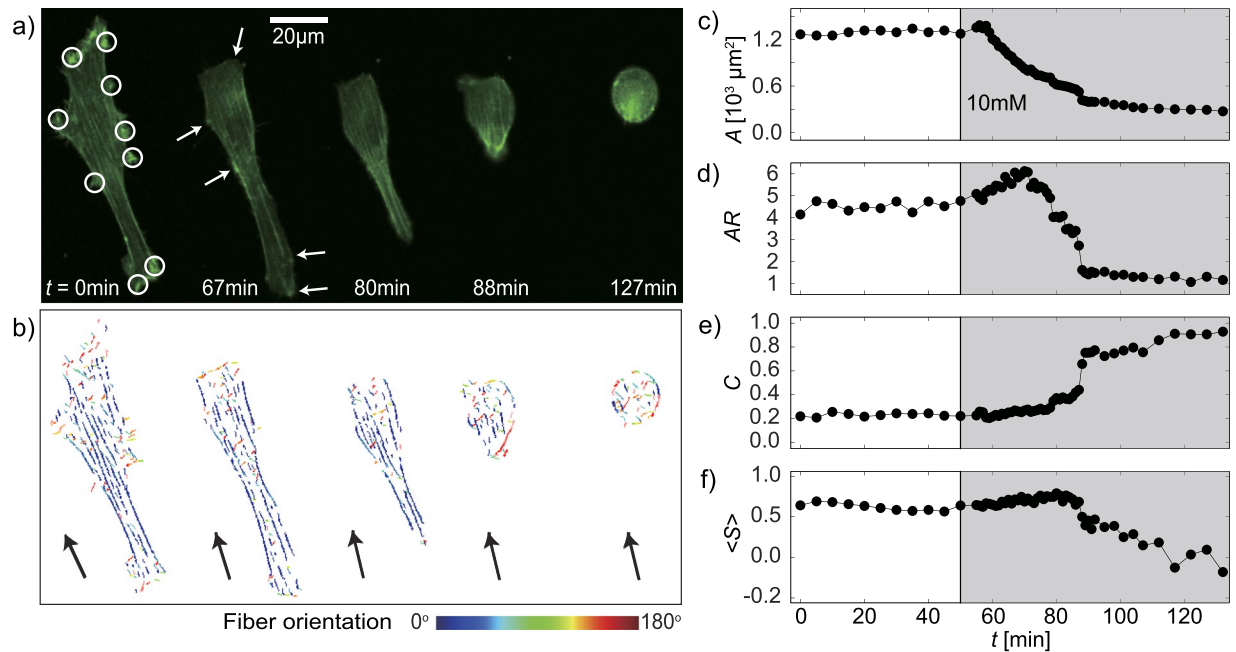 a)
20µm
t = 0min 67min 80min 88min 127min
b)
Fiber orientation 0° 180°
c)
A [10³ µm²]
1.2
0.6
0.0
10mM
d)
AR
6
5
4
3
2
1
e)
C
1.0
0.8
0.6
0.4
0.2
0.0
f)
<S>
1.0
0.5
0.0
-0.2
0 20 40 60 80 100 120
t [min]